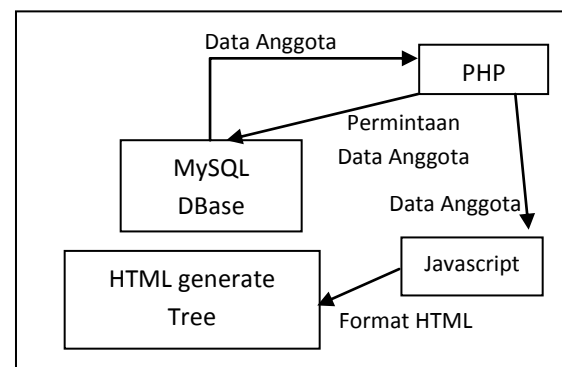 Data Anggota
PHP
Permintaan
Data Anggota
MySQL
DBase
Data Anggota
Javascript
HTML generate
Tree
Format HTML